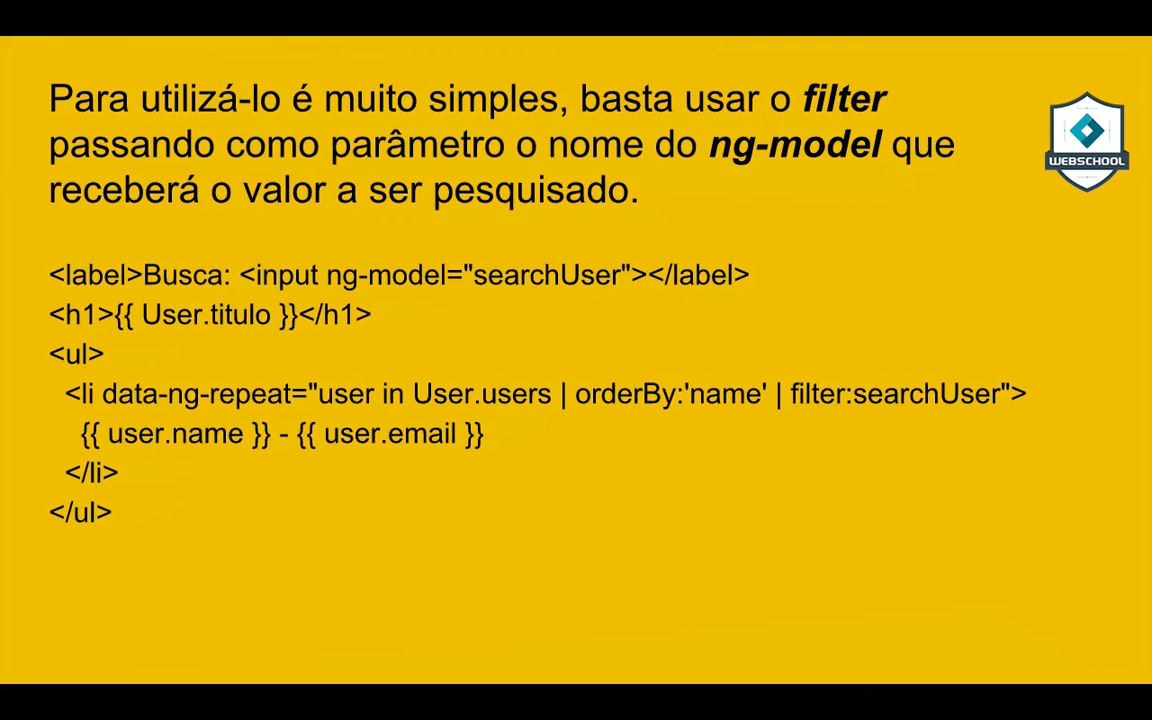 Para utilizá-lo é muito simples, basta usar o filter
passando como parâmetro o nome do ng-model que
receberá o valor a ser pesquisado.
WEBSCHOOL
<label>Busca: <input ng-model="searchUser"></label>
<h1>{{ User.titulo }}</h1>
<ul>
<li data-ng-repeat="user in User.users | orderBy:'name' | filter:searchUser">
{{ user.name }} - {{ user.email }}
</li>
</ul>